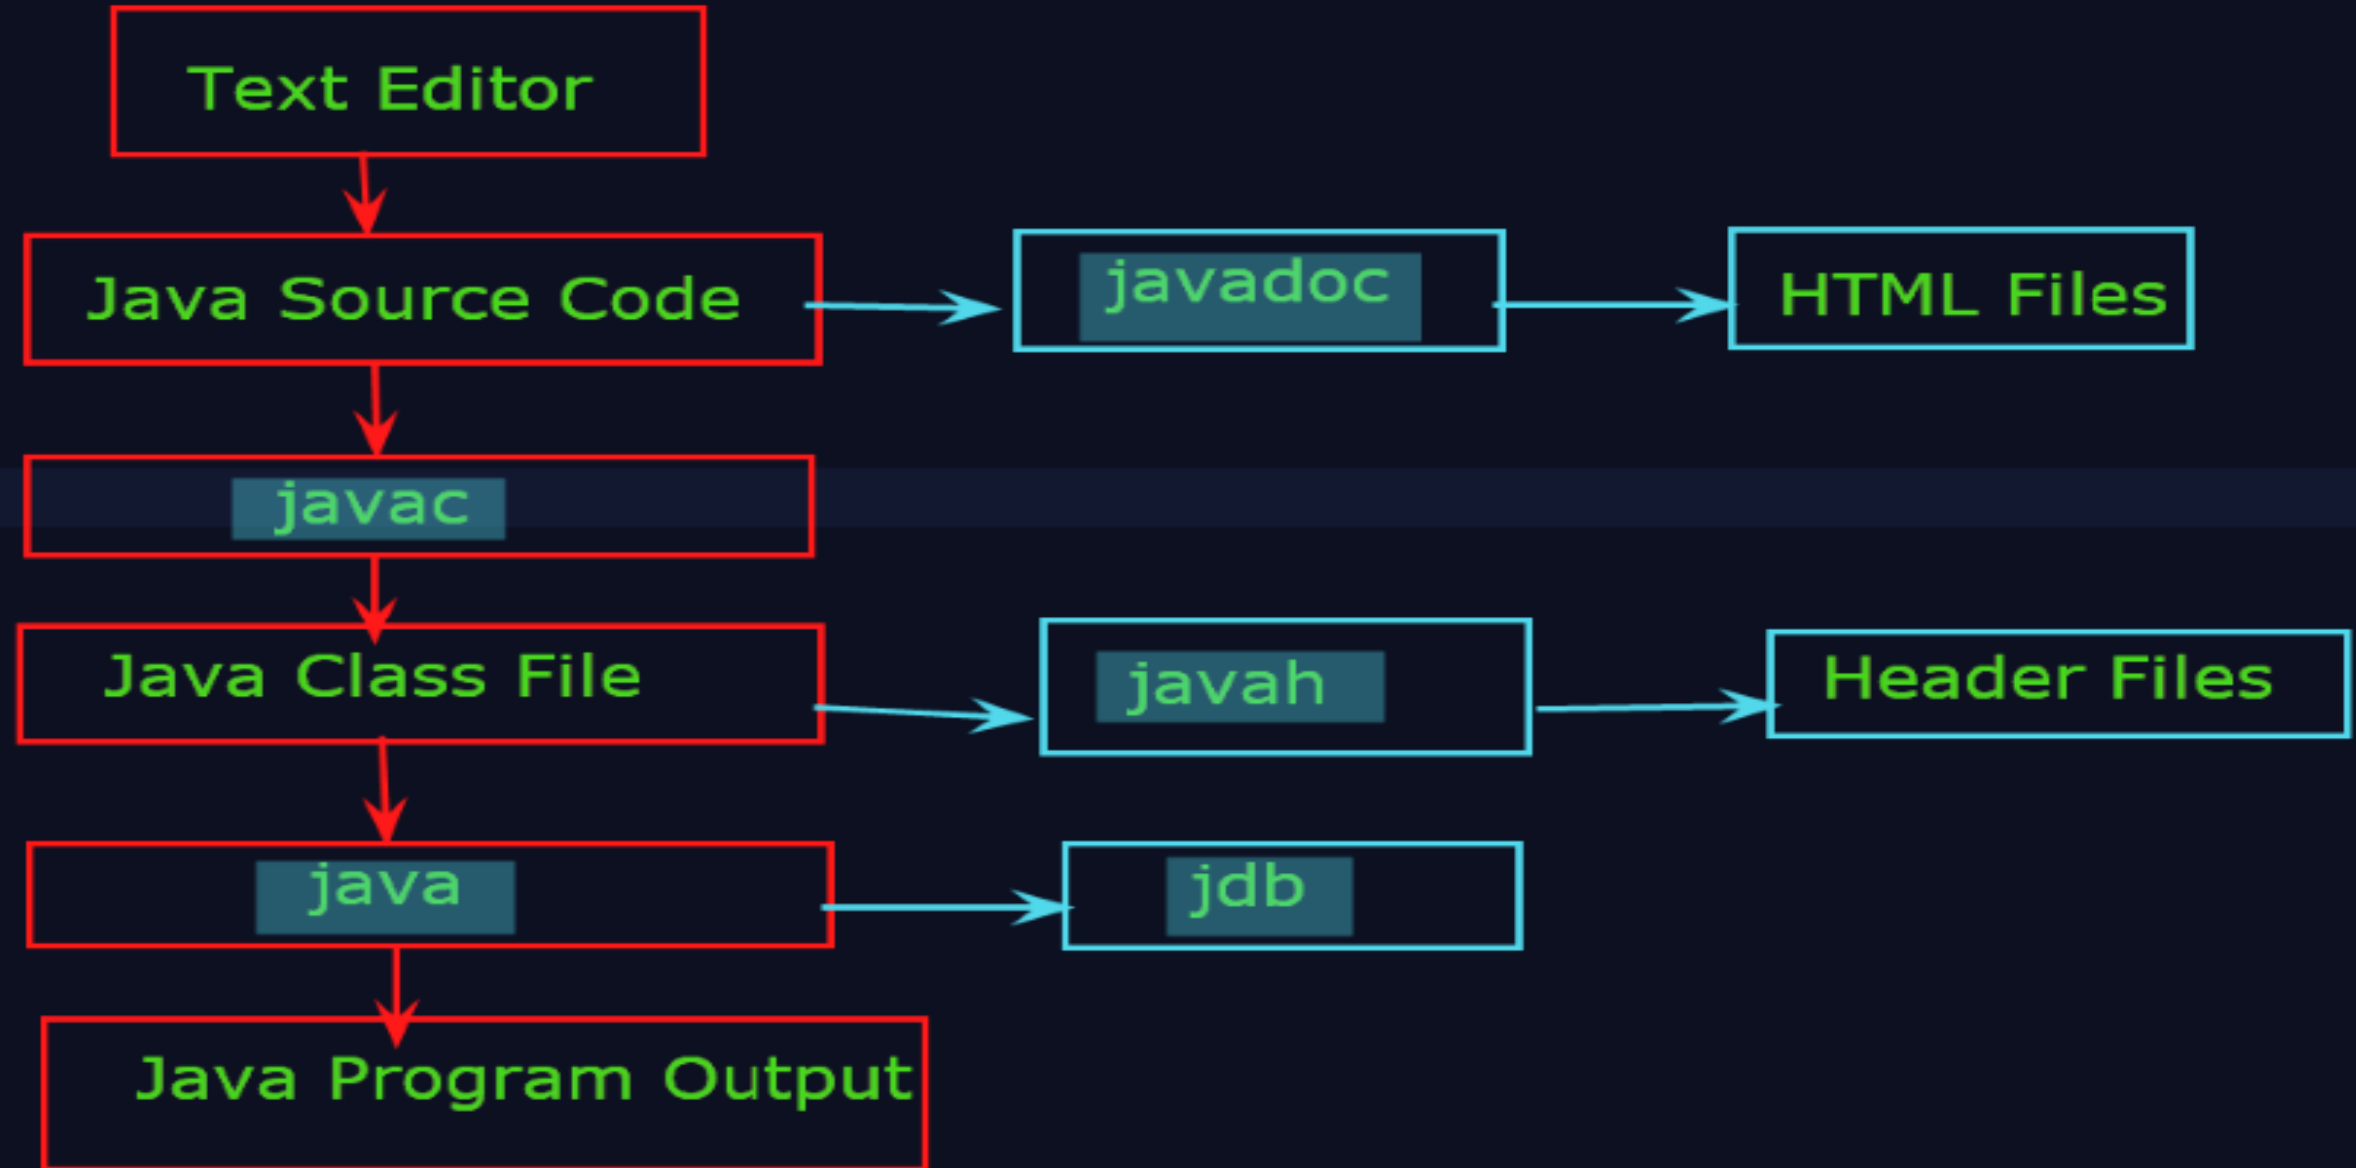 Text Editor
Java Source Code
javadoc
HTML Files
javac
Java Class File
javah
Header Files
java
jdb
Java Program Output